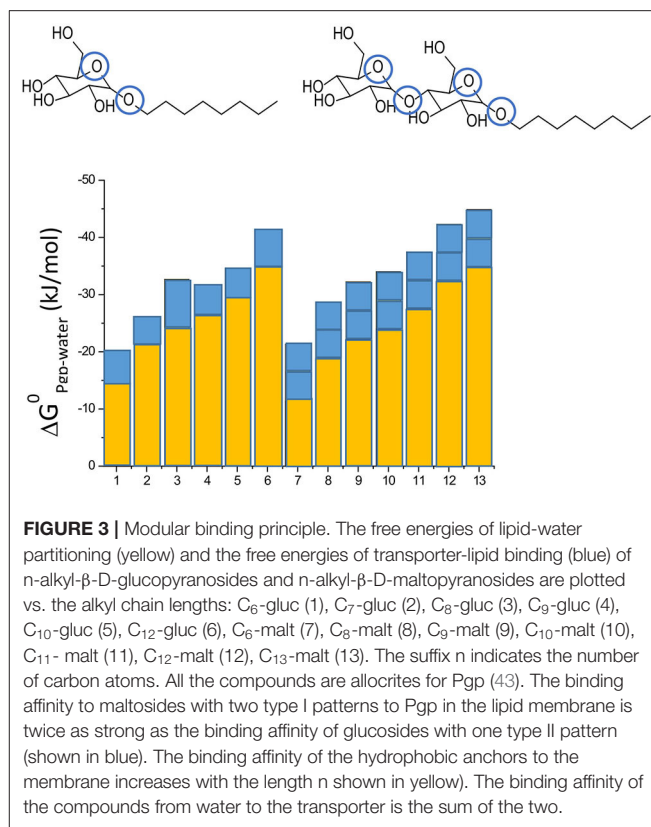 HO
O
HO
HO
OH
O
HO
HO
O
HO
HO
HO
OH
O
O
HO
OH
O
-50
-40
-30
-20
-10
0
ΔG⁰ Pgp-water (kJ/mol)
1 2 3 4 5 6 7 8 9 10 11 12 13
FIGURE 3 | Modular binding principle. The free energies of lipid-water
partitioning (yellow) and the free energies of transporter-lipid binding (blue) of
n-alkyl-β-D-glucopyranosides and n-alkyl-β-D-maltopyranosides are plotted
vs. the alkyl chain lengths: C₆-gluc (1), C₇-gluc (2), C₈-gluc (3), C₉-gluc (4),
C₁₀-gluc (5), C₁₂-gluc (6), C₆-malt (7), C₈-malt (8), C₉-malt (9), C₁₀-malt (10),
C₁₁- malt (11), C₁₂-malt (12), C₁₃-malt (13). The suffix n indicates the number
of carbon atoms. All the compounds are allocrites for Pgp (43). The binding
affinity to maltosides with two type I patterns to Pgp in the lipid membrane is
twice as strong as the binding affinity of glucosides with one type II pattern
(shown in blue). The binding affinity of the hydrophobic anchors to the
membrane increases with the length n shown in yellow). The binding affinity of
the compounds from water to the transporter is the sum of the two.